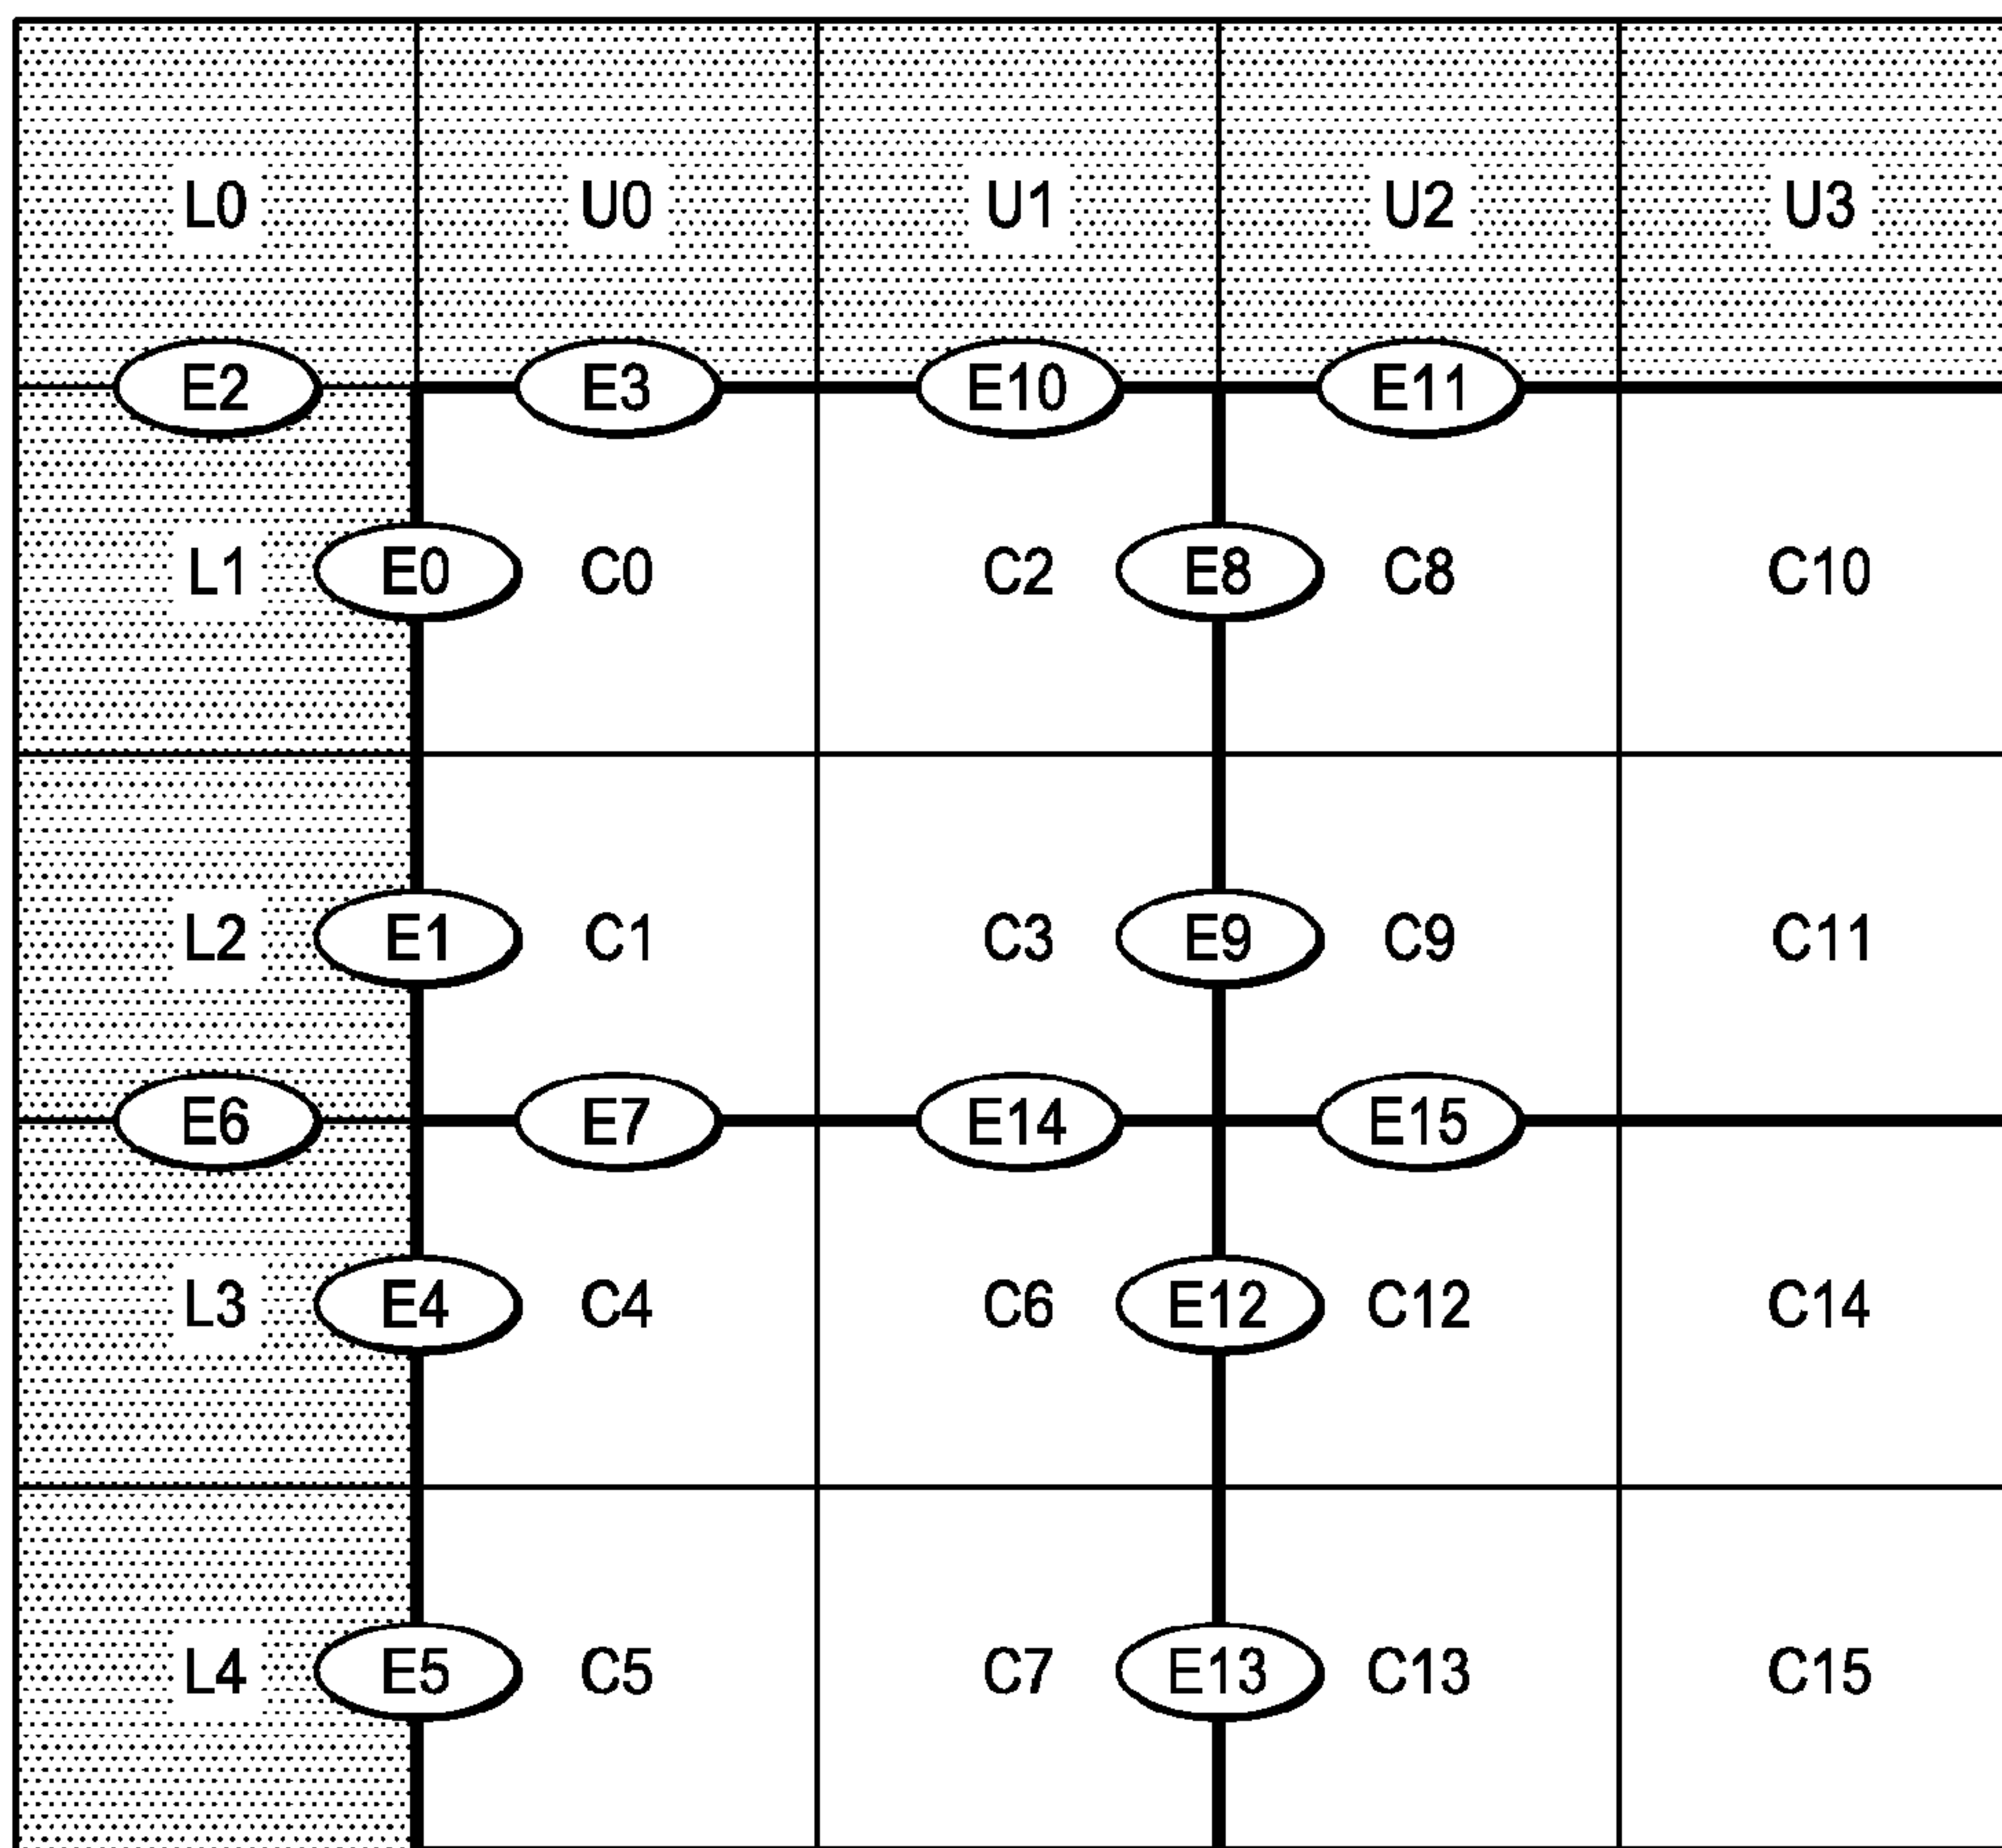 L0 U0 U1 U2 U3
E2 E3 E10 E11
L1 E0 C0 C2 E8 C8 C10
L2 E1 C1 C3 E9 C9 C11
E6 E7 E14 E15
L3 E4 C4 C6 E12 C12 C14
L4 E5 C5 C7 E13 C13 C15